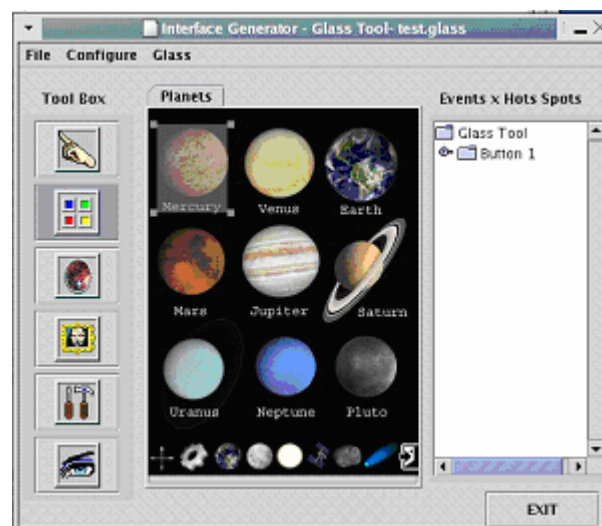 Interface Generator - Glass Tool- test.glass
File Configure Glass
Tool Box
Planets
Events x Hots Spots
Glass Tool
Button 1
Mercury Venus Earth
Mars Jupiter Saturn
Uranus Neptune Pluto
EXIT